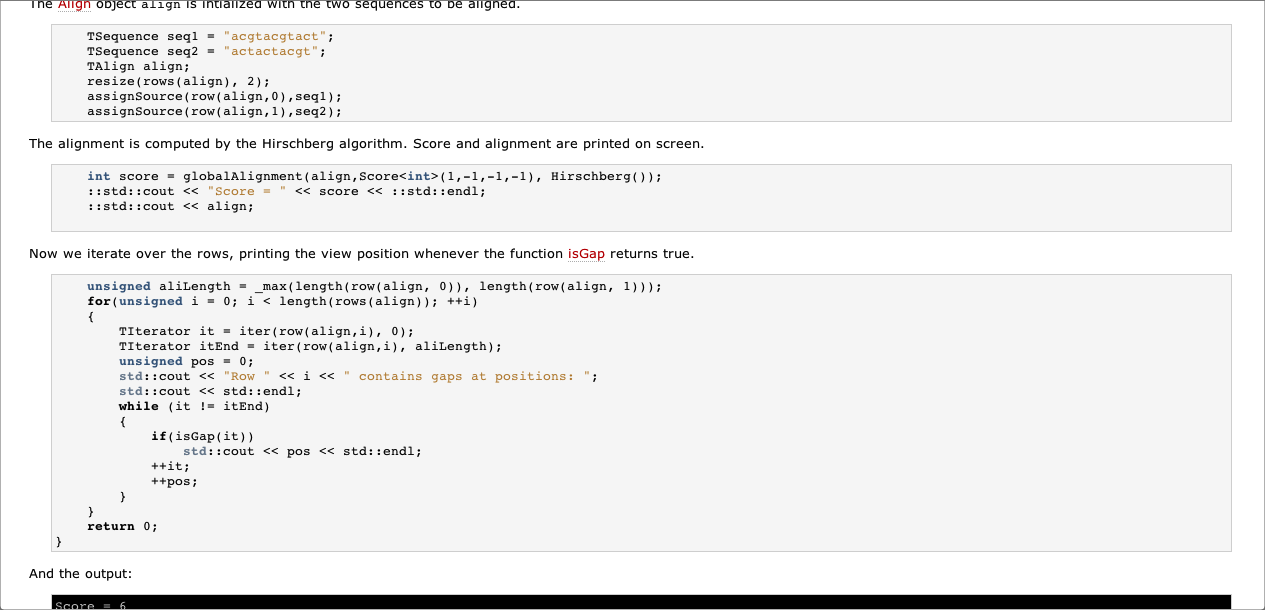 The Align object align is intialized with the two sequences to be aligned.
TSequence seq1 = "acgtacgtact";
TSequence seq2 = "actactacgt";
TAlign align;
resize(rows(align), 2);
assignSource(row(align,0),seq1);
assignSource(row(align,1),seq2);
The alignment is computed by the Hirschberg algorithm. Score and alignment are printed on screen.
int score = globalAlignment(align,Score<int>(1,-1,-1,-1), Hirschberg());
::std::cout << "Score = " << score << ::std::endl;
::std::cout << align;
Now we iterate over the rows, printing the view position whenever the function isGap returns true.
unsigned aliLength = _max(length(row(align, 0)), length(row(align, 1)));
for(unsigned i = 0; i < length(rows(align)); ++i)
{
TIterator it = iter(row(align,i), 0);
TIterator itEnd = iter(row(align,i), aliLength);
unsigned pos = 0;
std::cout << "Row " << i << " contains gaps at positions: ";
std::cout << std::endl;
while (it != itEnd)
{
if(isGap(it))
std::cout << pos << std::endl;
++it;
++pos;
}
}
return 0;
}
And the output:
Score = 6